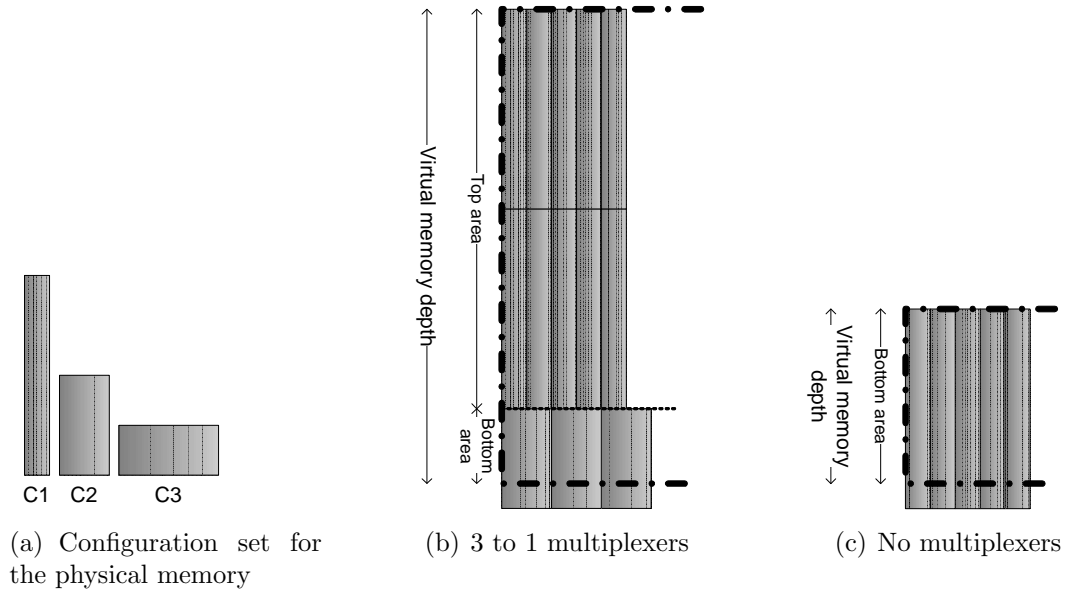 C1
C2
C3
(a) Configuration set for
the physical memory
Virtual memory depth
Top area
Bottom
area
(b) 3 to 1 multiplexers
Virtual memory
depth
Bottom area
(c) No multiplexers